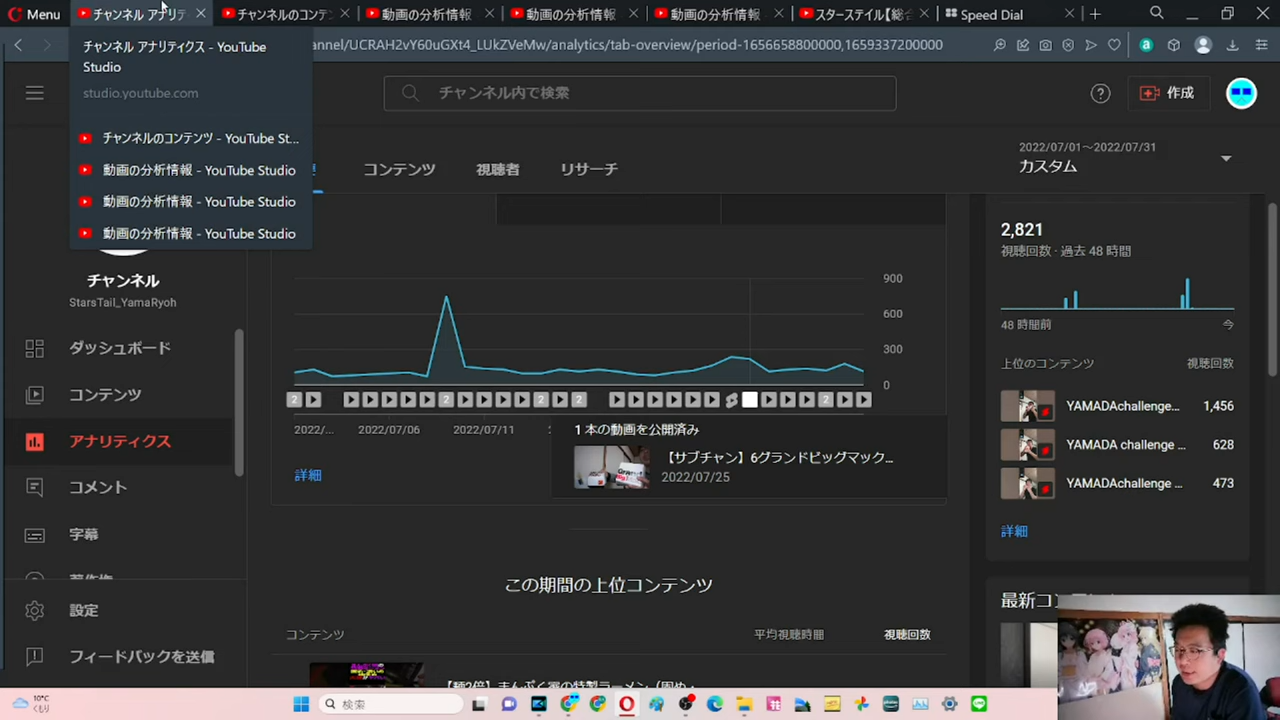 Menu
チャンネル アナリテ
チャンネルのコンテン
動画の分析情報
動画の分析情報
動画の分析情報
スターステイル【総合
Speed Dial
annel/UCRAH2vY60uGXt4_LUkZVeMw/analytics/tab-overview/period-1656658800000,1659337200000
チャンネル アナリティクス - YouTube
Studio
studio.youtube.com
チャンネルのコンテンツ - YouTube St...
動画の分析情報 - YouTube Studio
動画の分析情報 - YouTube Studio
動画の分析情報 - YouTube Studio
チャンネル内で検索
作成
コンテンツ
視聴者
リサーチ
2022/07/01～2022/07/31
カスタム
チャンネル
StarsTail_YamaRyoh
ダッシュボード
コンテンツ
アナリティクス
コメント
字幕
設定
フィードバックを送信
900
600
300
0
2
2
2
2
2
2022/...
2022/07/06
2022/07/11
1 本の動画を公開済み
【サブチャン】6グランドビッグマック...
2022/07/25
詳細
この期間の上位コンテンツ
コンテンツ
平均視聴時間
視聴回数
2,821
視聴回数 · 過去 48 時間
48 時間前
今
上位のコンテンツ
視聴回数
YAMADAchallenge...
1,456
YAMADA challenge ...
628
YAMADAchallenge ...
473
詳細
最新コン
10°C
くもり
検索